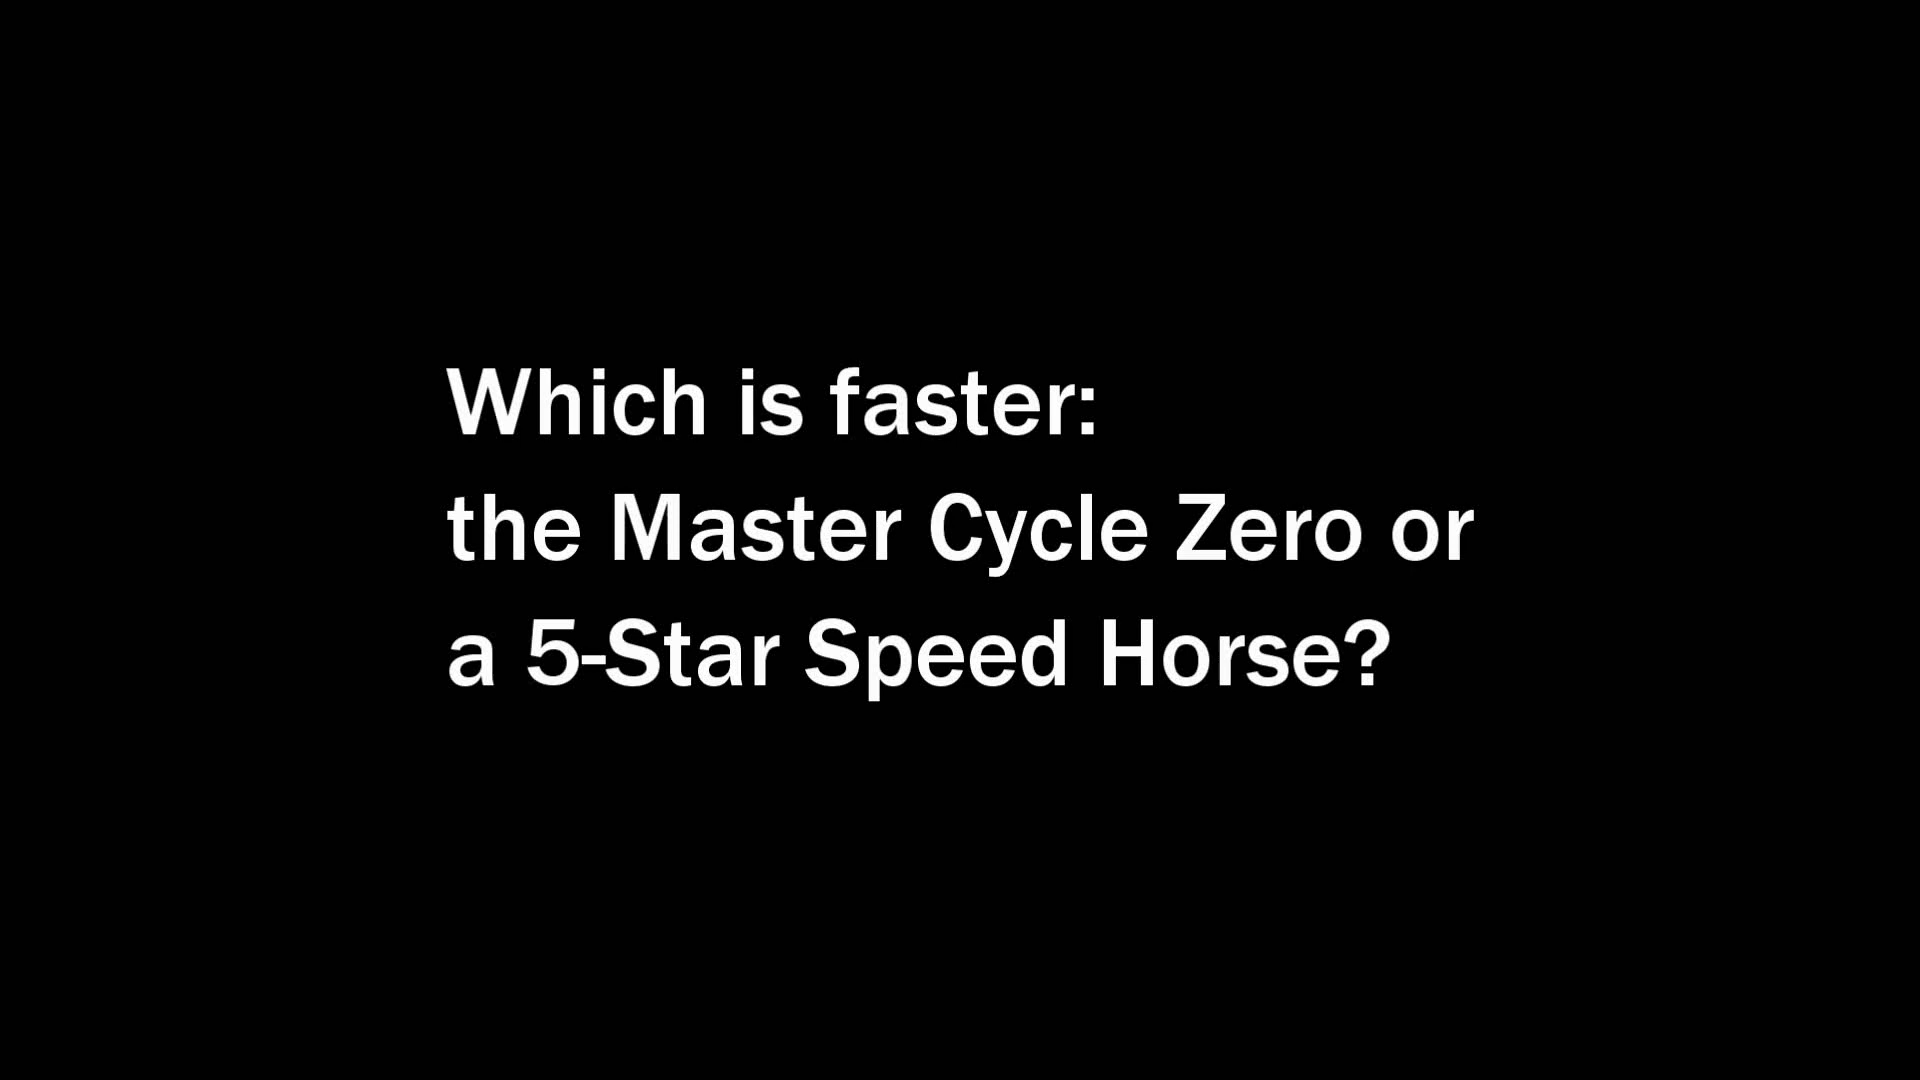 Which is faster:
the Master Cycle Zero or
a 5-Star Speed Horse?